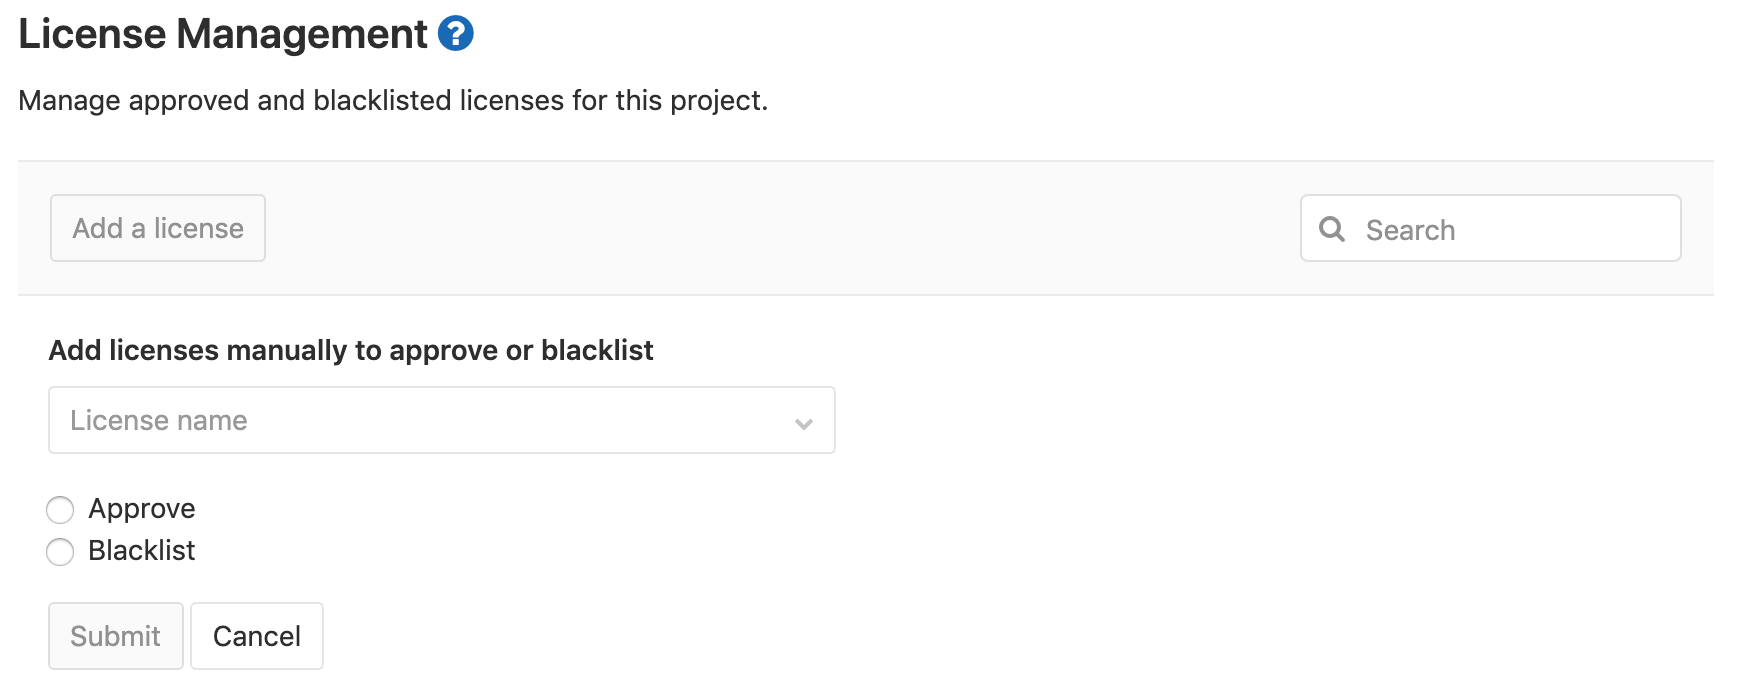 License Management ?
Manage approved and blacklisted licenses for this project.
Add a license
Search
Add licenses manually to approve or blacklist
License name
Approve
Blacklist
Submit Cancel